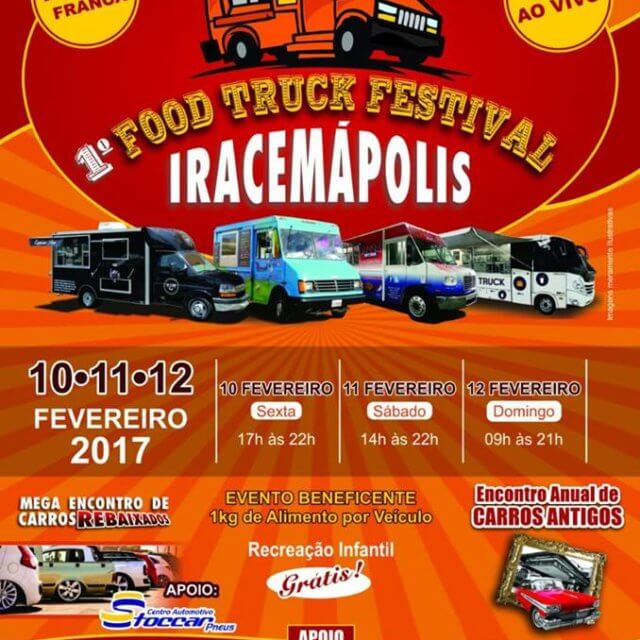 FRANCA
AO VIVO
1º FOOD TRUCK FESTIVAL
IRACEMÁPOLIS
TRUCK
Imagens meramente ilustrativas
10•11•12
FEVEREIRO
2017
10 FEVEREIRO
Sexta
17h às 22h
11 FEVEREIRO
Sábado
14h às 22h
12 FEVEREIRO
Domingo
09h às 21h
MEGA ENCONTRO DE
CARROS REBAIXADOS
EVENTO BENEFICENTE
1kg de Alimento por Veículo
Recreação Infantil
Grátis!
Encontro Anual de
CARROS ANTIGOS
APOIO:
Centro Automotivo
Stoccar
Pneus
APOIO